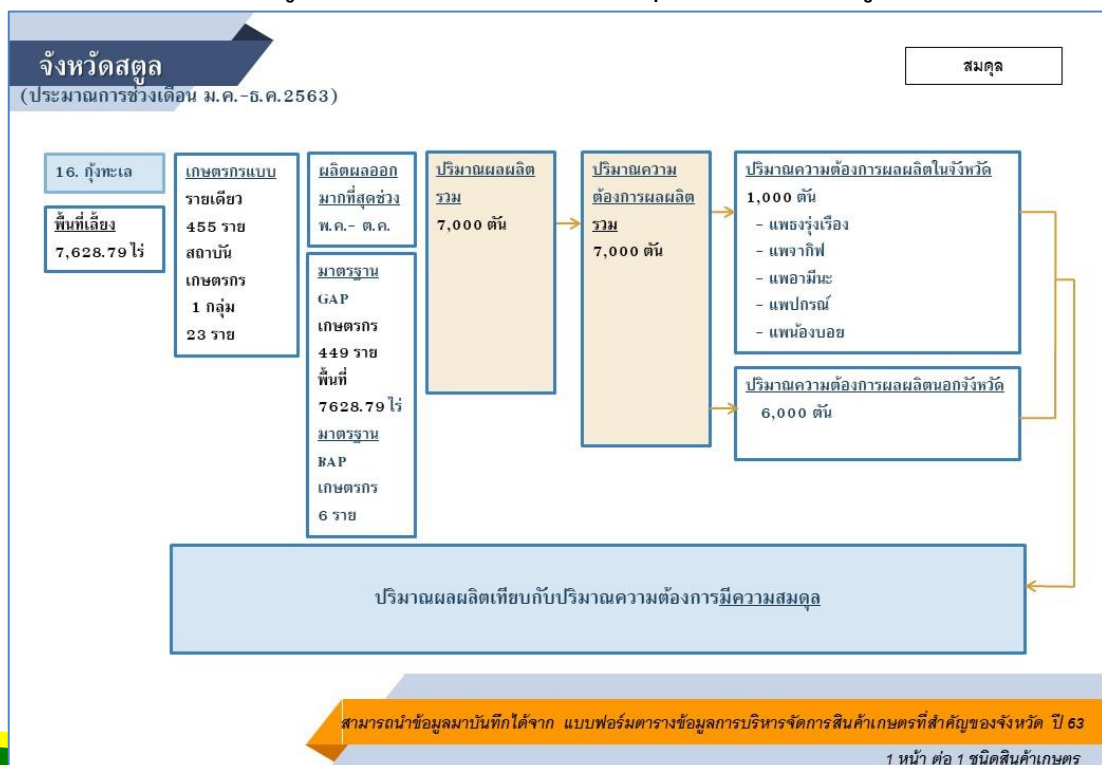 จังหวัดสตูล
(ประมาณการช่วงเดือน ม.ค.-ธ.ค.2563)
สมดุล
16. กุ้งทะเล
พื้นที่เลี้ยง
7,628.79 ไร่
เกษตรกรแบบ
รายเดียว
455 ราย
สถาบัน
เกษตรกร
1 กลุ่ม
23 ราย
ผลิตผลออก
มากที่สุดช่วง
พ.ค.- ต.ค.
มาตรฐาน
GAP
เกษตรกร
449 ราย
พื้นที่
7628.79 ไร่
มาตรฐาน
BAP
เกษตรกร
6 ราย
ปริมาณผลผลิต
รวม
7,000 ตัน
ปริมาณความ
ต้องการผลผลิต
รวม
7,000 ตัน
ปริมาณความต้องการผลผลิตในจังหวัด
1,000 ตัน
- แพธงรุ่งเรือง
- แพจากิฟ
- แพอามีนะ
- แพปกรณ์
- แพน้องบอย
ปริมาณความต้องการผลผลิตนอกจังหวัด
6,000 ตัน
ปริมาณผลผลิตเทียบกับปริมาณความต้องการมีความสมดุล
สามารถนำข้อมูลมาบันทึกได้จาก แบบฟอร์มตารางข้อมูลการบริหารจัดการสินค้าเกษตรที่สำคัญของจังหวัด ปี 63
1 หน้า ต่อ 1 ชนิดสินค้าเกษตร